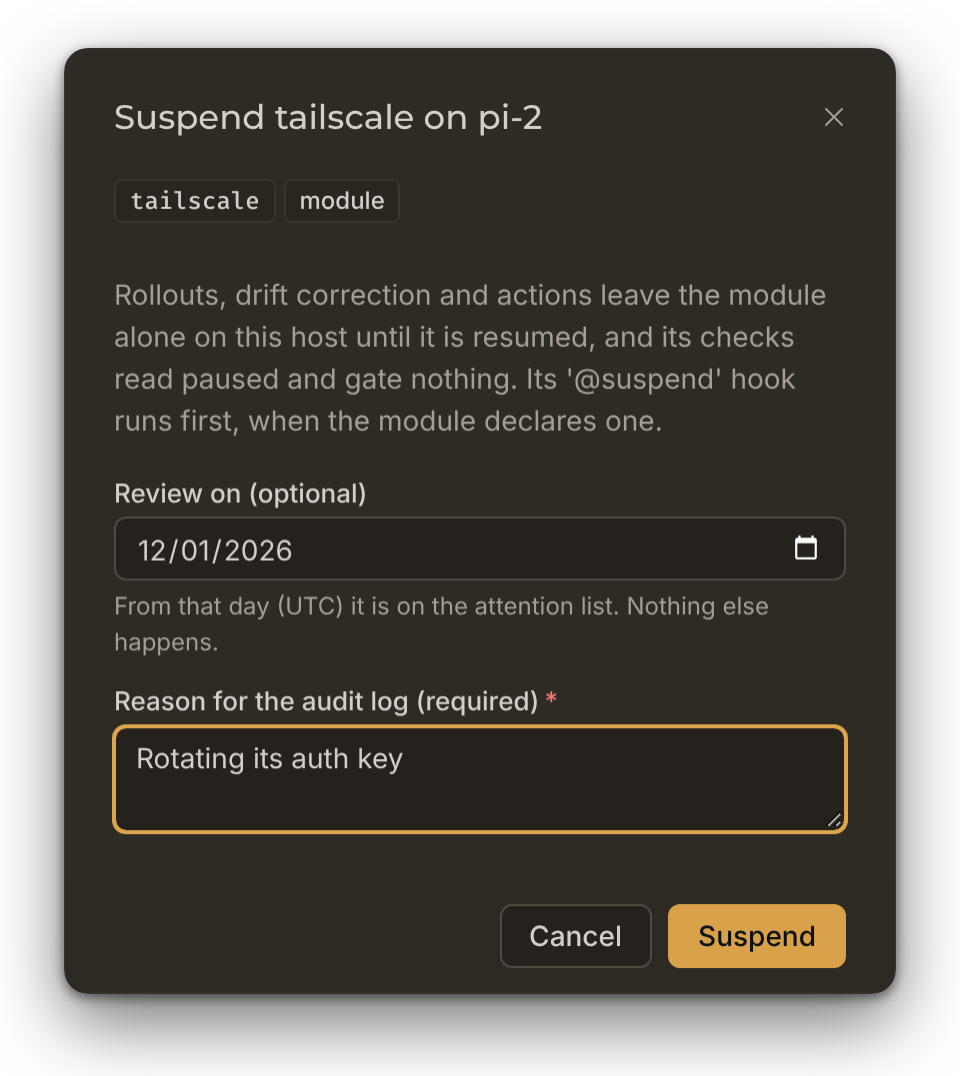 Suspend tailscale on pi-2
tailscale module
Rollouts, drift correction and actions leave the module
alone on this host until it is resumed, and its checks
read paused and gate nothing. Its '@suspend' hook
runs first, when the module declares one.
Review on (optional)
12/01/2026
From that day (UTC) it is on the attention list. Nothing else
happens.
Reason for the audit log (required) *
Rotating its auth key
Cancel Suspend